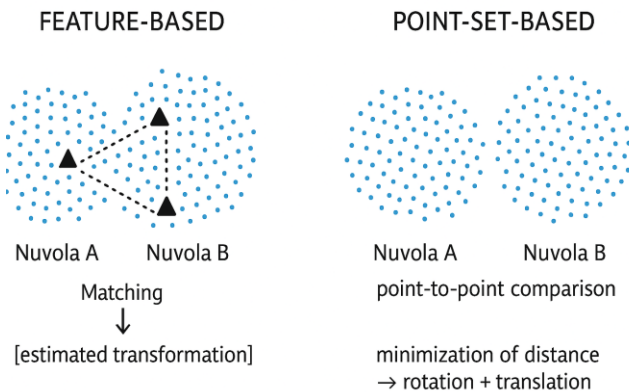 FEATURE-BASED
Nuvola A
Nuvola B
Matching
↓
[estimated transformation]
POINT-SET-BASED
Nuvola A
Nuvola B
point-to-point comparison
minimization of distance
→ rotation + translation